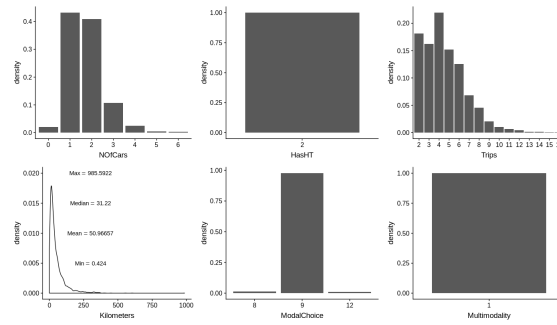 0.4
0.3
0.2
0.1
0.0
density
0 1 2 3 4 5 6
NOfCars
1.00
0.75
0.50
0.25
0.00
density
2
HasHT
0.20
0.15
0.10
0.05
0.00
density
2 3 4 5 6 7 8 9 10 11 12 13 14 15
Trips
0.020
0.015
0.010
0.005
0.000
density
Max = 985.5922
Median = 31.22
Mean = 50.96657
Min = 0.424
0 250 500 750 1000
Kilometers
1.00
0.75
0.50
0.25
0.00
density
8 9 12
ModalChoice
1.00
0.75
0.50
0.25
0.00
density
1
Multimodality